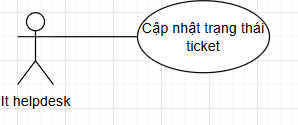 Cập nhật trạng thái
ticket
It helpdesk